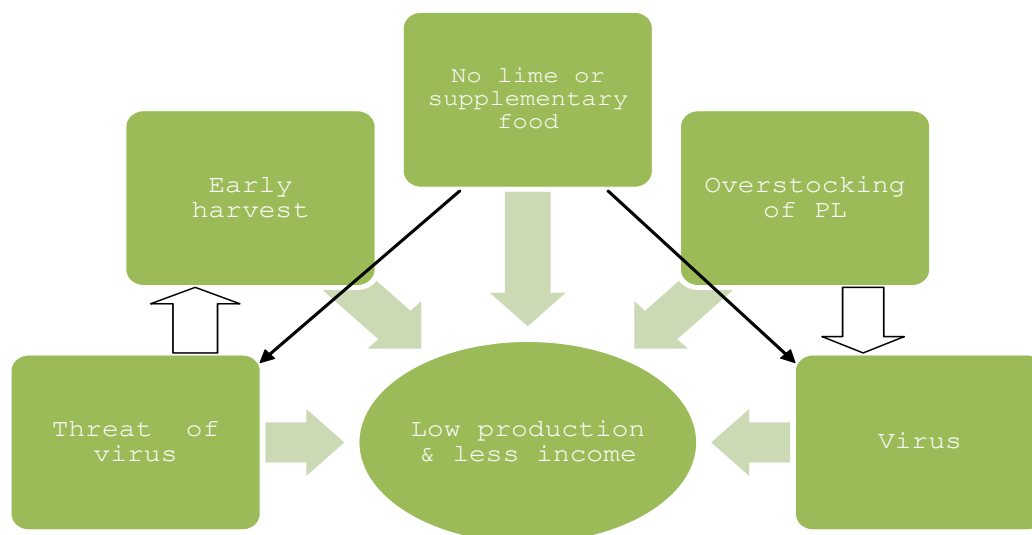 No lime or
supplementary
food
Early
harvest
Overstocking
of PL
Threat of
virus
Low production
& less income
Virus